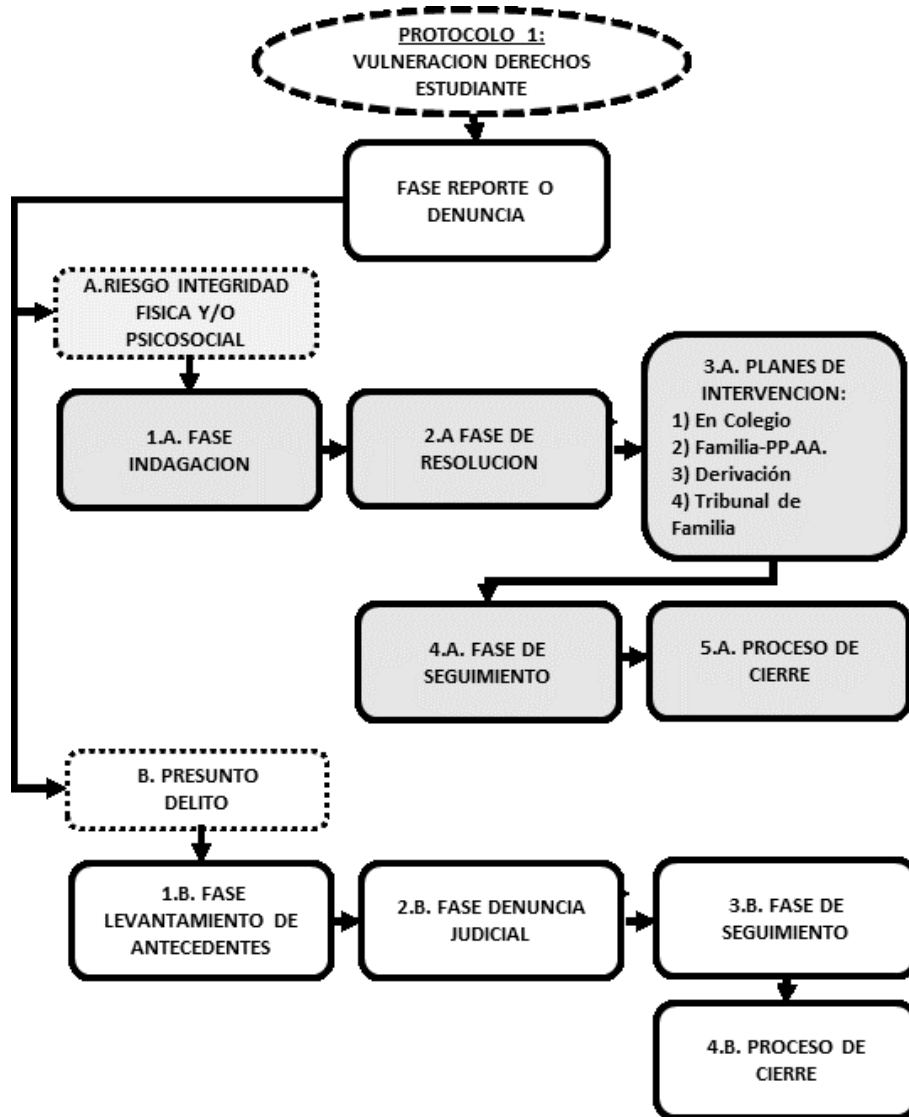 PROTOCOLO 1:
VULNERACION DERECHOS
ESTUDIANTE
FASE REPORTE O
DENUNCIA
A.RIESGO INTEGRIDAD
FISICA Y/O
PSICOSOCIAL
1.A. FASE
INDAGACION
2.A FASE DE
RESOLUCION
3.A. PLANES DE
INTERVENCION:
1) En Colegio
2) Familia-PP.AA.
3) Derivación
4) Tribunal de
Familia
4.A. FASE DE
SEGUIMIENTO
5.A. PROCESO DE
CIERRE
B. PRESUNTO
DELITO
1.B. FASE
LEVANTAMIENTO DE
ANTECEDENTES
2.B. FASE DENUNCIA
JUDICIAL
3.B. FASE DE
SEGUIMIENTO
4.B. PROCESO DE
CIERRE